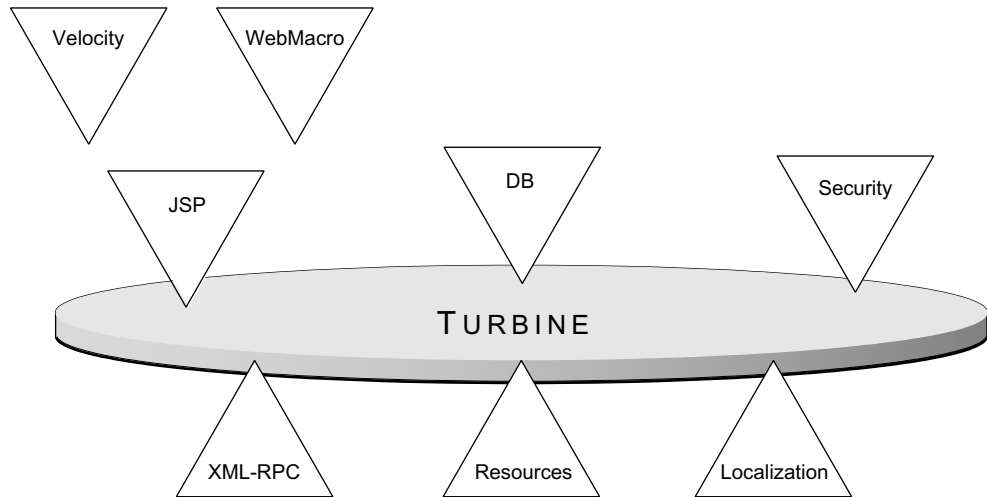 Velocity
WebMacro
JSP
DB
Security
TURBINE
XML-RPC
Resources
Localization